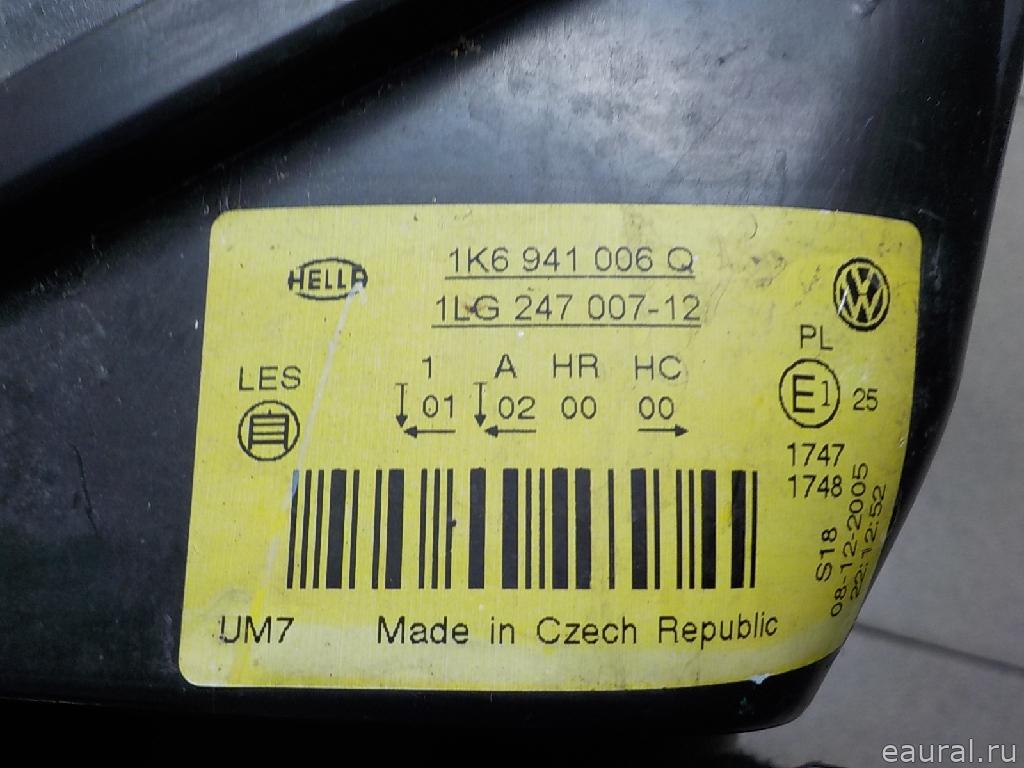 HELLA
1K6 941 006 Q
1LG 247 007-12
PL
LES
1 A HR HC
01 02 00 00
E1 25
1747
1748
S18
08-12-2005
22:12:52
UM7 Made in Czech Republic
eaural.ru